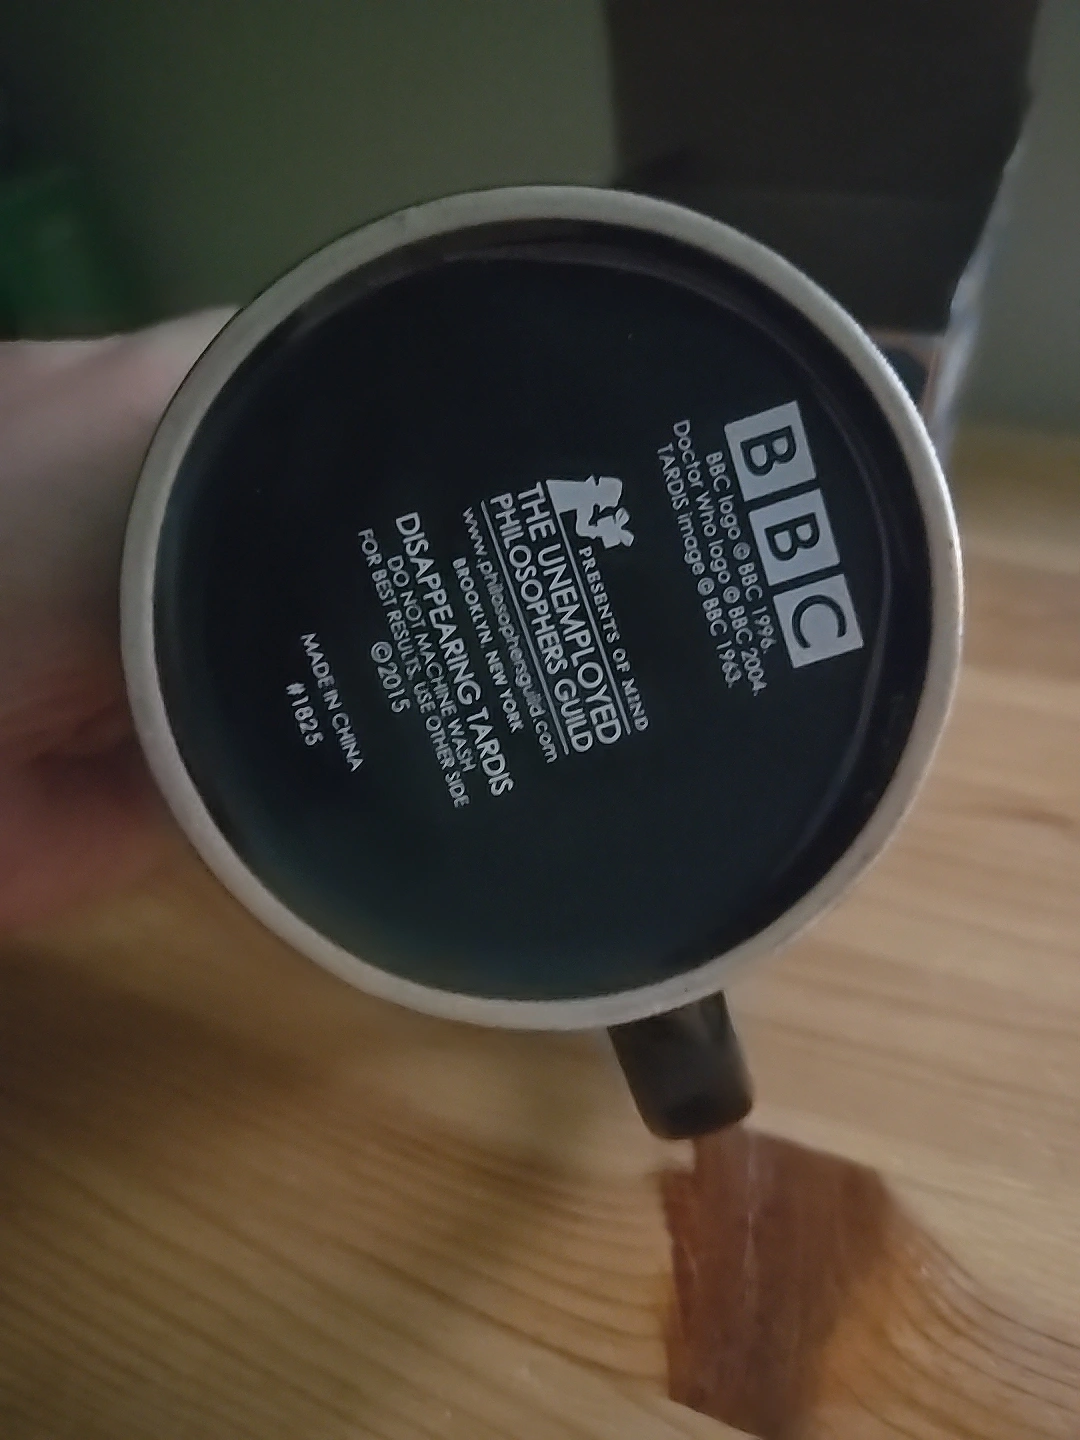 BBC
BBC logo © BBC 1996.
Doctor Who logo © BBC 2004.
TARDIS image © BBC 1963.
PRESENTS OF MIND
THE UNEMPLOYED
PHILOSOPHERS GUILD
www.philosophersguild.com
BROOKLYN, NEW YORK
DISAPPEARING TARDIS
DO NOT MACHINE WASH
FOR BEST RESULTS, USE OTHER SIDE
©2015
MADE IN CHINA
#1825